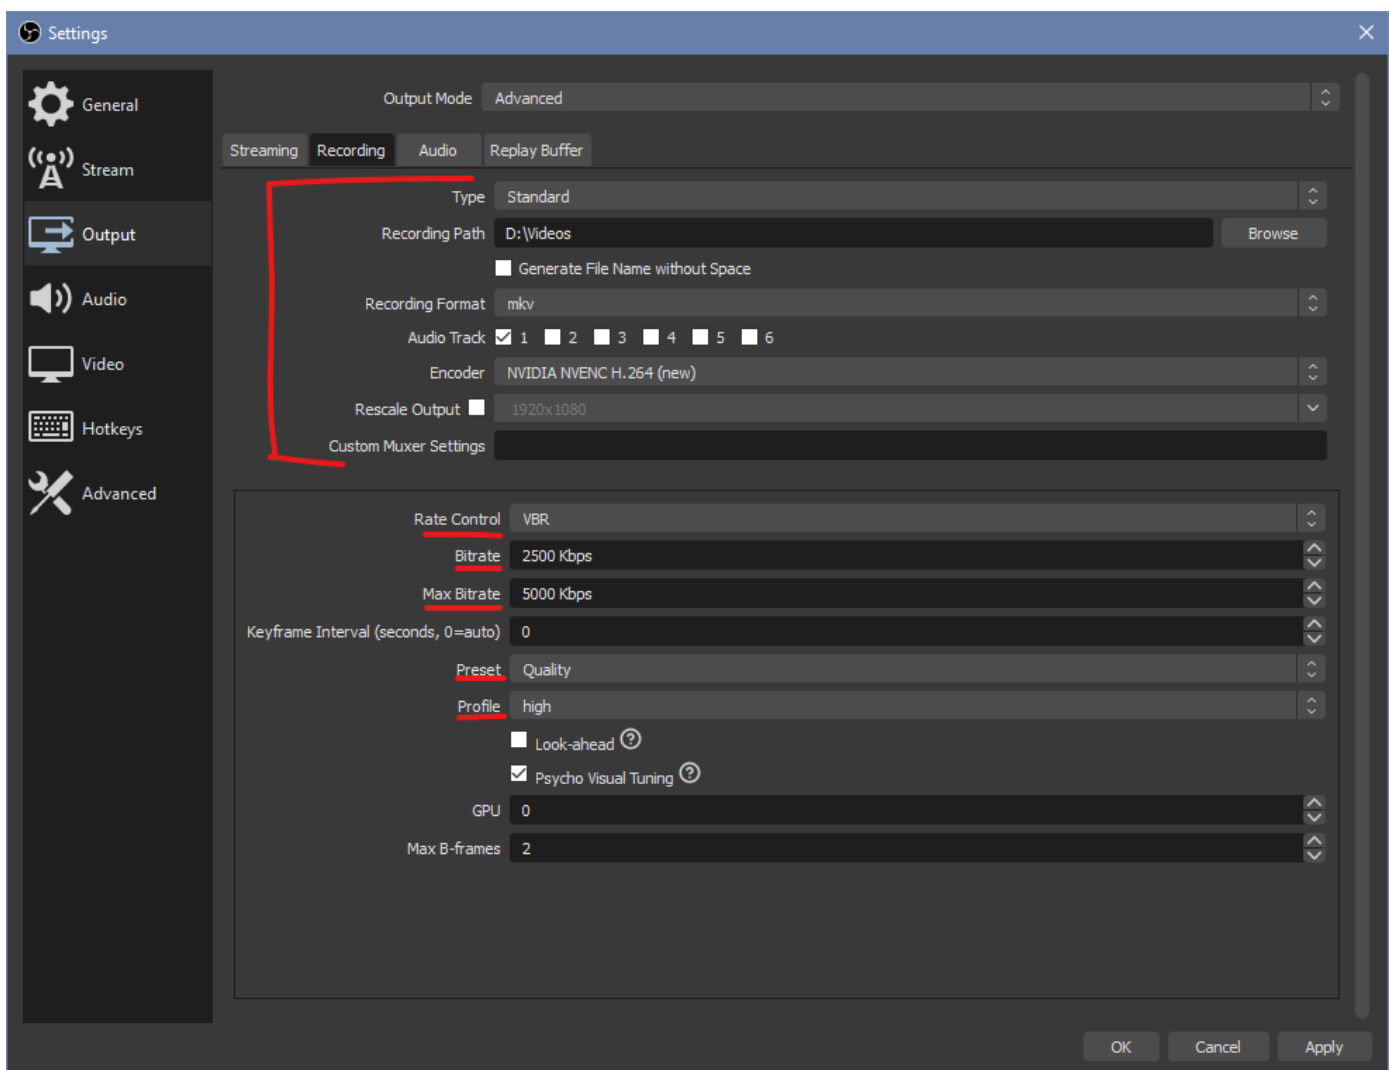 Settings
General
Stream
Output
Audio
Video
Hotkeys
Advanced
Output Mode Advanced
Streaming Recording Audio Replay Buffer
Type Standard
Recording Path D:\Videos Browse
Generate File Name without Space
Recording Format mkv
Audio Track 1 2 3 4 5 6
Encoder NVIDIA NVENC H.264 (new)
Rescale Output 1920x1080
Custom Muxer Settings
Rate Control VBR
Bitrate 2500 Kbps
Max Bitrate 5000 Kbps
Keyframe Interval (seconds, 0=auto) 0
Preset Quality
Profile high
Look-ahead ?
Psycho Visual Tuning ?
GPU 0
Max B-frames 2
OK Cancel Apply